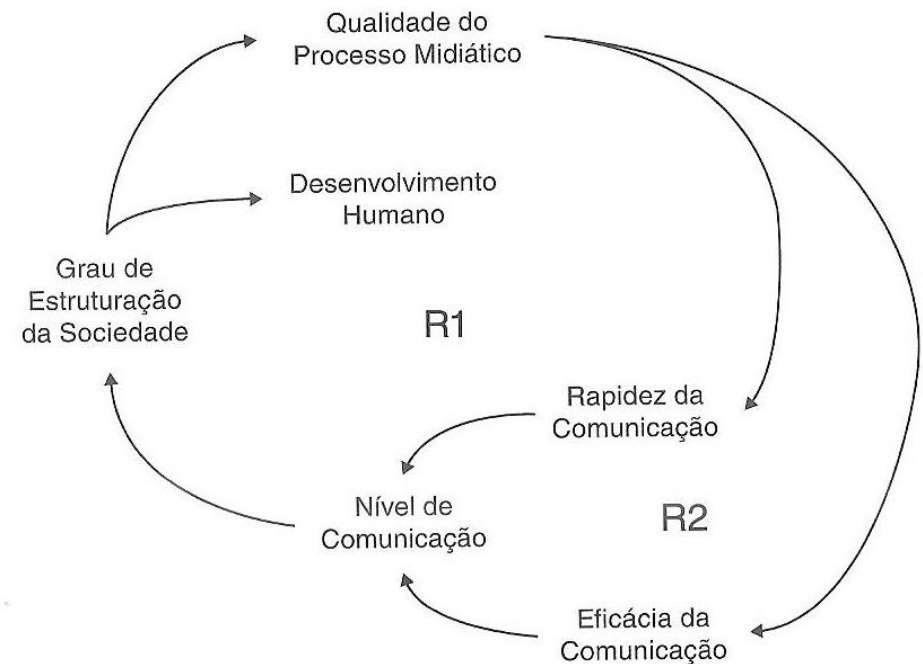 Qualidade do
Processo Midiático
Desenvolvimento
Humano
Grau de
Estruturação
da Sociedade
R1
Rapidez da
Comunicação
Nível de
Comunicação
R2
Eficácia da
Comunicação